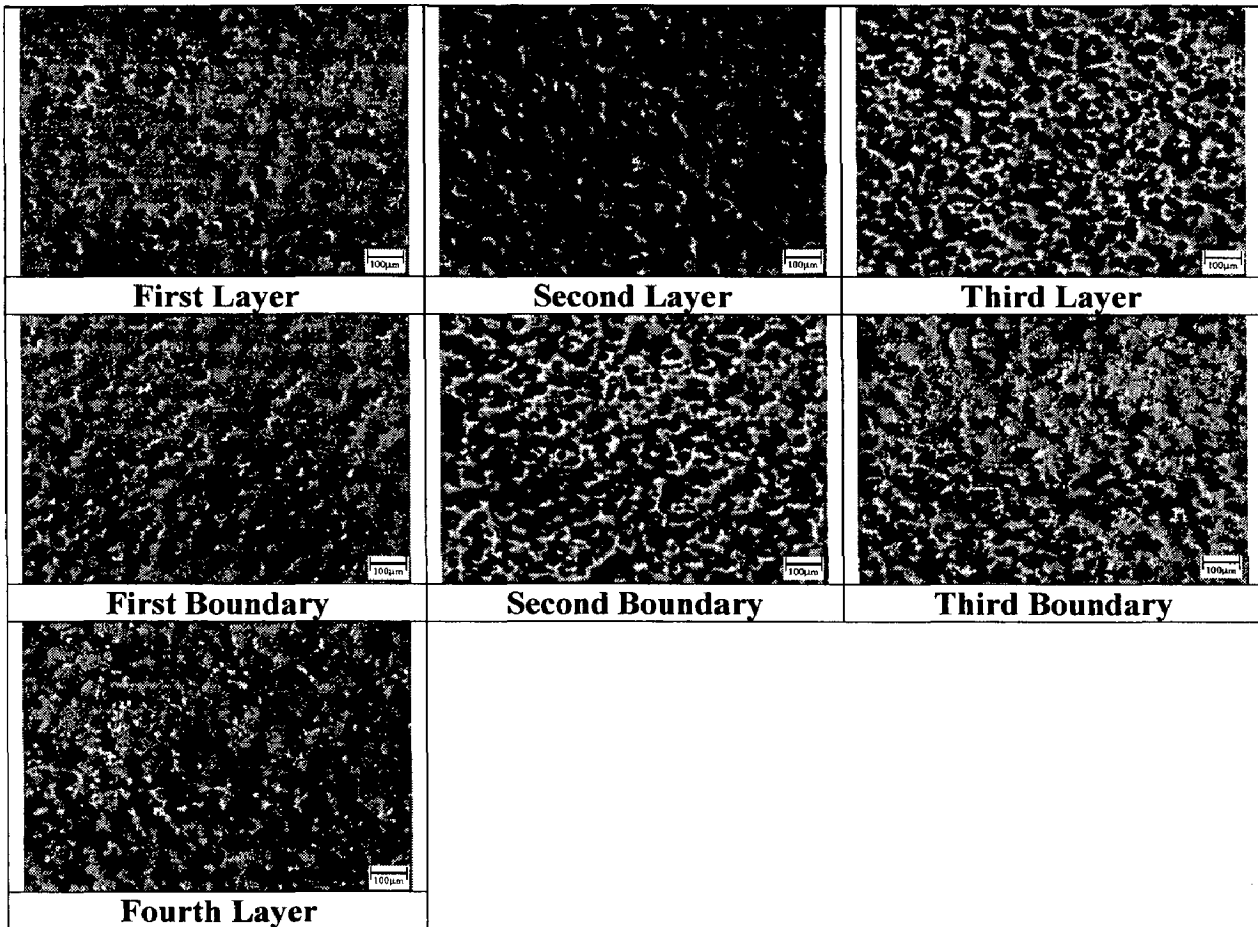 100µm 100µm 100µm
First Layer Second Layer Third Layer
100µm 100µm 100µm
First Boundary Second Boundary Third Boundary
100µm
Fourth Layer